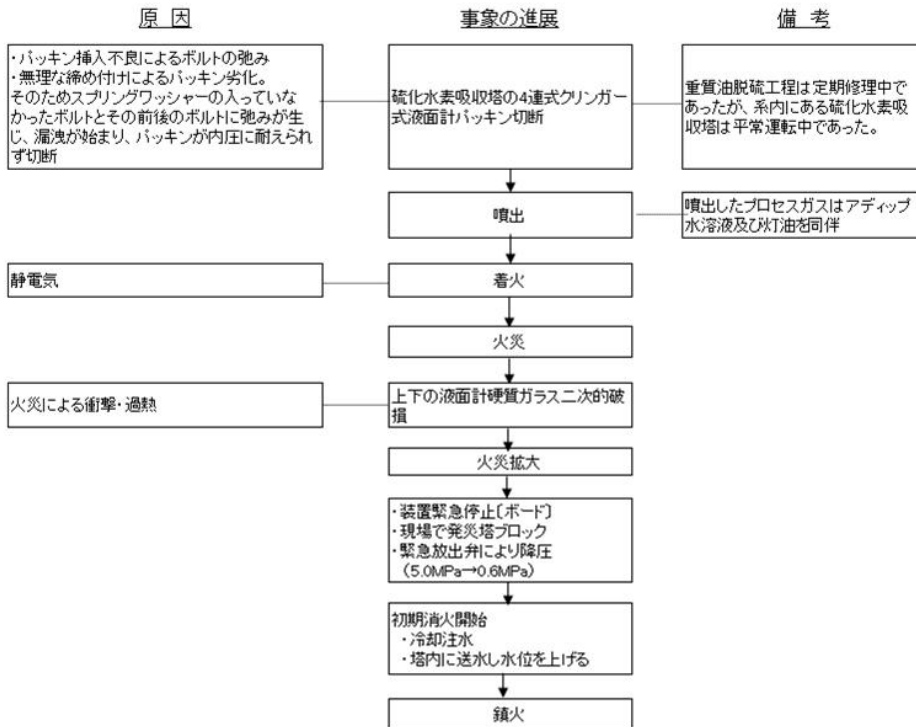 原 因
事象の進展
備 考
・パッキン挿入不良によるボルトの弛み
・無理な締め付けによるパッキン劣化。
そのためスプリングワッシャーの入っていな
かったボルトとその前後のボルトに弛みが生
じ、漏洩が始まり、パッキンが内圧に耐えられ
ず切断
硫化水素吸収塔の4連式クリンガー
式液面計パッキン切断
重質油脱硫工程は定期修理中で
あったが、系内にある硫化水素吸
収塔は平常運転中であった。
噴出
噴出したプロセスガスはアディップ
水溶液及び灯油を同伴
静電気
着火
火災
火災による衝撃・過熱
上下の液面計硬質ガラス二次的破
損
火災拡大
・装置緊急停止〔ボード〕
・現場で発災塔ブロック
・緊急放出弁により降圧
（5.0MPa→0.6MPa）
初期消火開始
・冷却注水
・塔内に送水し水位を上げる
鎮火